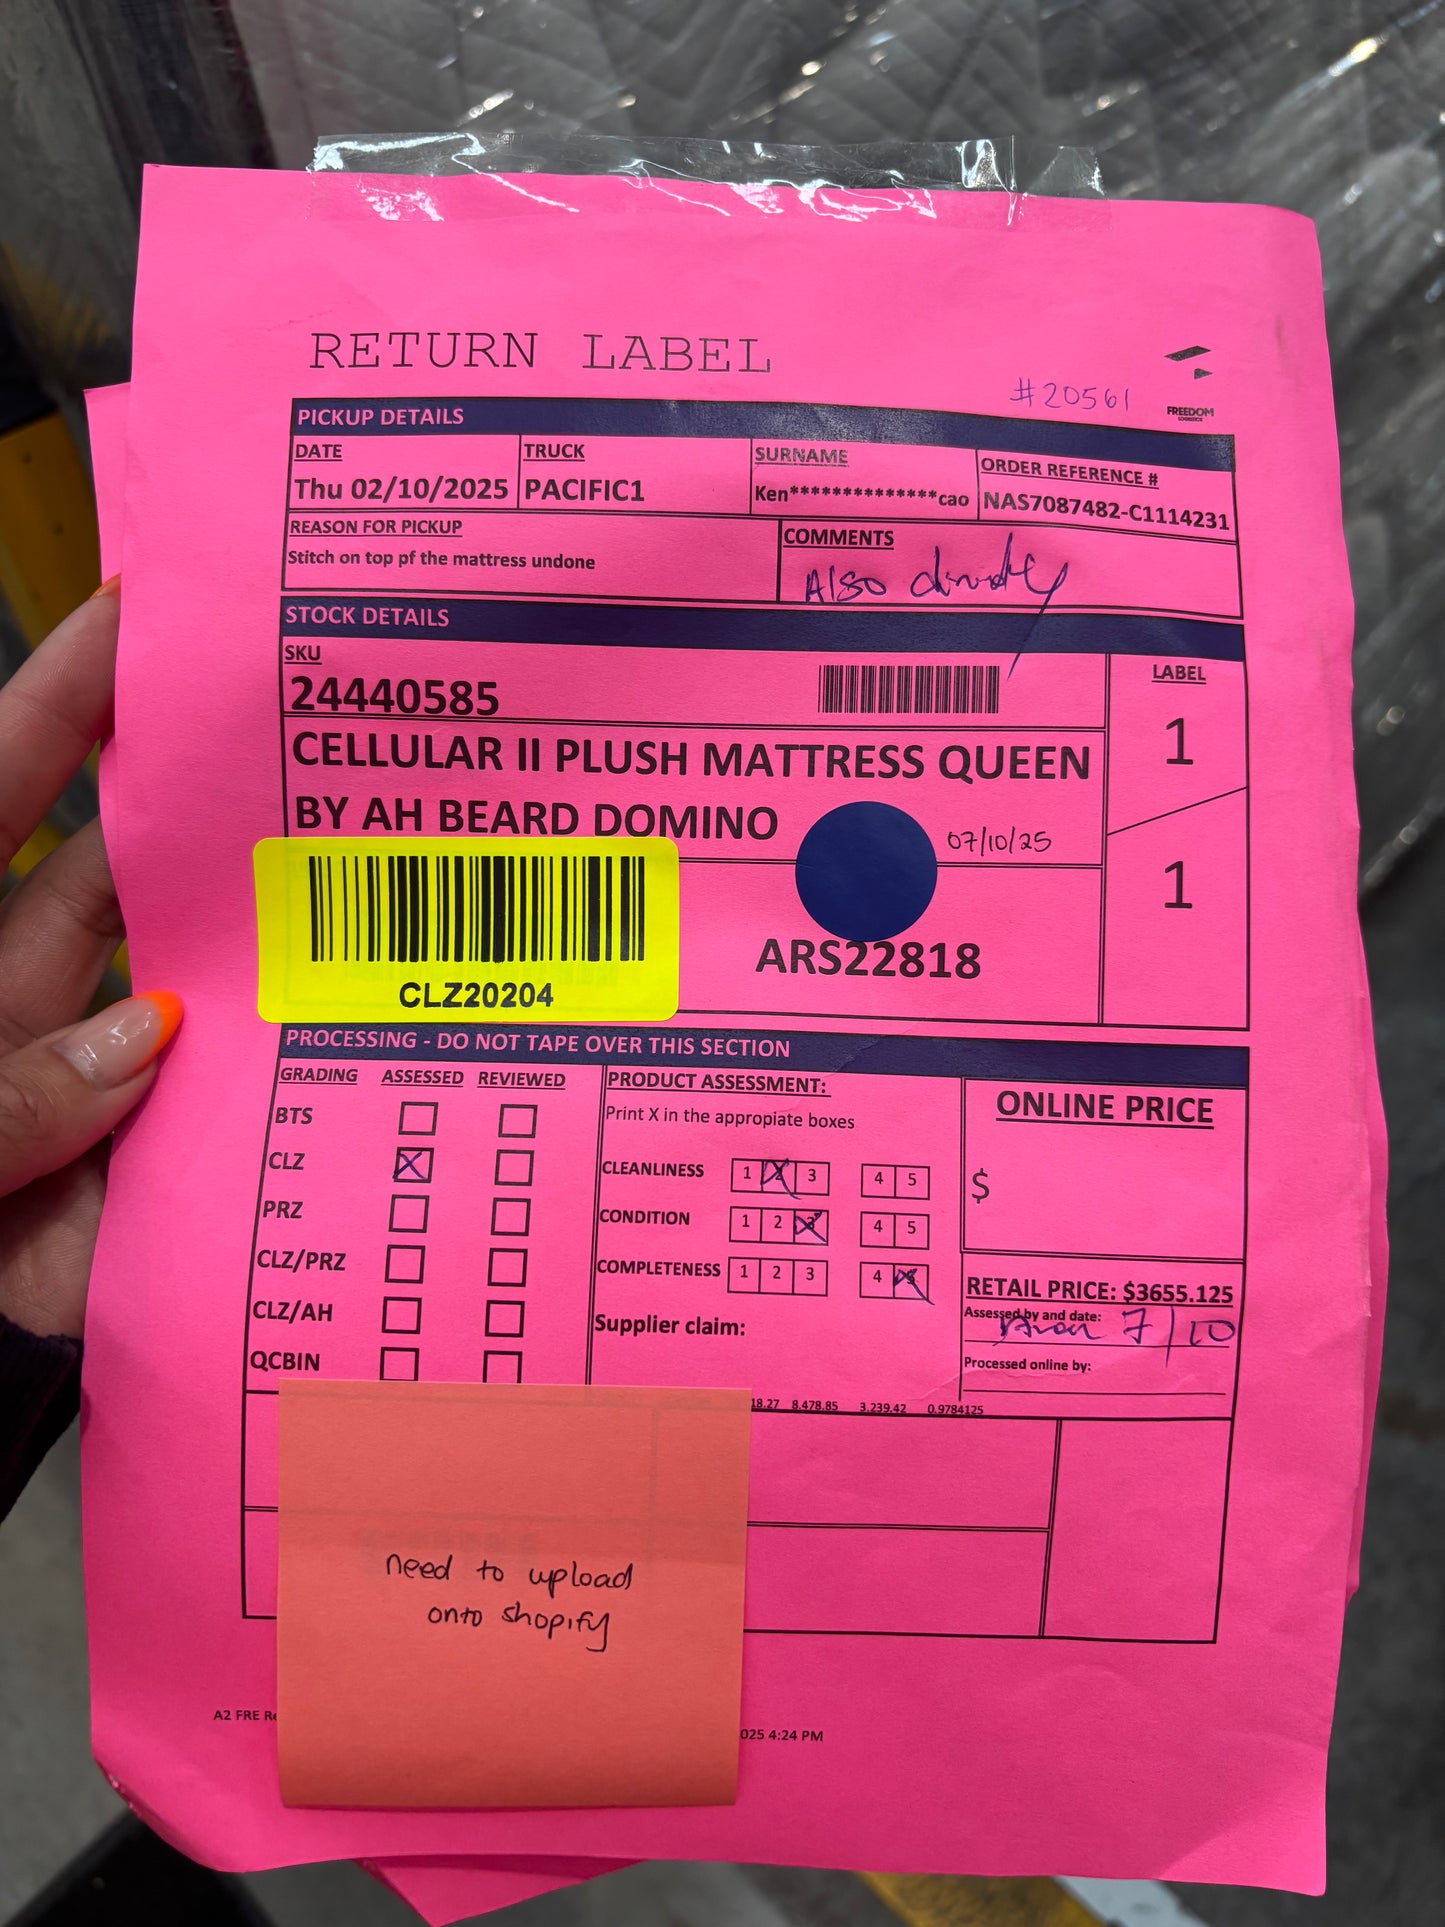 RETURN LABEL
#20561
FREEDOM
LOGISTICS
PICKUP DETAILS
DATE TRUCK SURNAME ORDER REFERENCE #
Thu 02/10/2025 PACIFIC1 Ken**************cao NAS7087482-C1114231
REASON FOR PICKUP COMMENTS
Stitch on top pf the mattress undone
Also
STOCK DETAILS
SKU LABEL
24440585
CELLULAR II PLUSH MATTRESS QUEEN
BY AH BEARD DOMINO
1
1
07/10/25
CLZ20204
ARS22818
PROCESSING - DO NOT TAPE OVER THIS SECTION
GRADING ASSESSED REVIEWED
BTS
CLZ X
PRZ
CLZ/PRZ
CLZ/AH
QCBIN
PRODUCT ASSESSMENT:
Print X in the appropiate boxes
CLEANLINESS 1 2 3 4 5
CONDITION 1 2 3 4 5
COMPLETENESS 1 2 3 4 5
Supplier claim:
ONLINE PRICE
$
RETAIL PRICE: $3655.125
Assessed by and date:
7/10
Processed online by:
18.27 8.478.85 3.239.42 0.9784125
need to upload
onto shopify
A2 FRE Re
025 4:24 PM